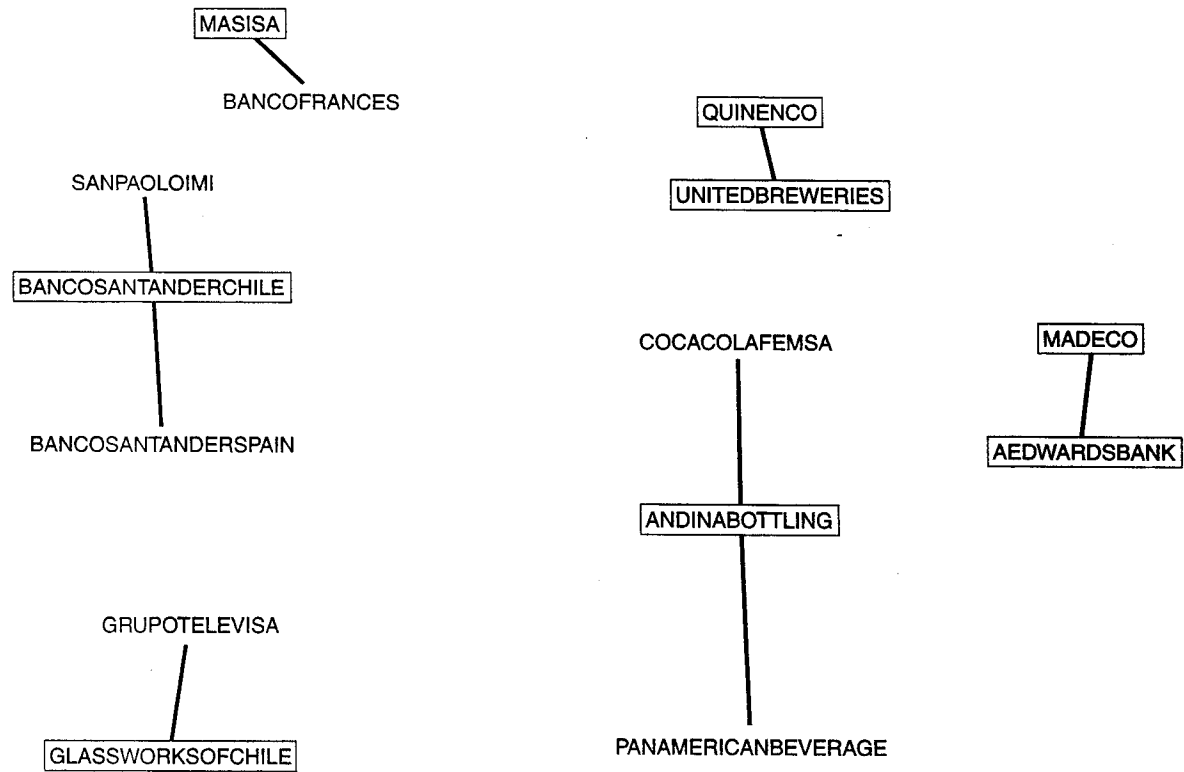 MASISA
BANCOFRANCES
QUINENCO
SANPAOLOIMI
UNITEDBREWERIES
BANCOSANTANDERCHILE
COCACOLAFEMSA
MADECO
BANCOSANTANDERSPAIN
AEDWARDSBANK
ANDINABOTTLING
GRUPOTELEVISA
PANAMERICANBEVERAGE
GLASSWORKSOFCHILE